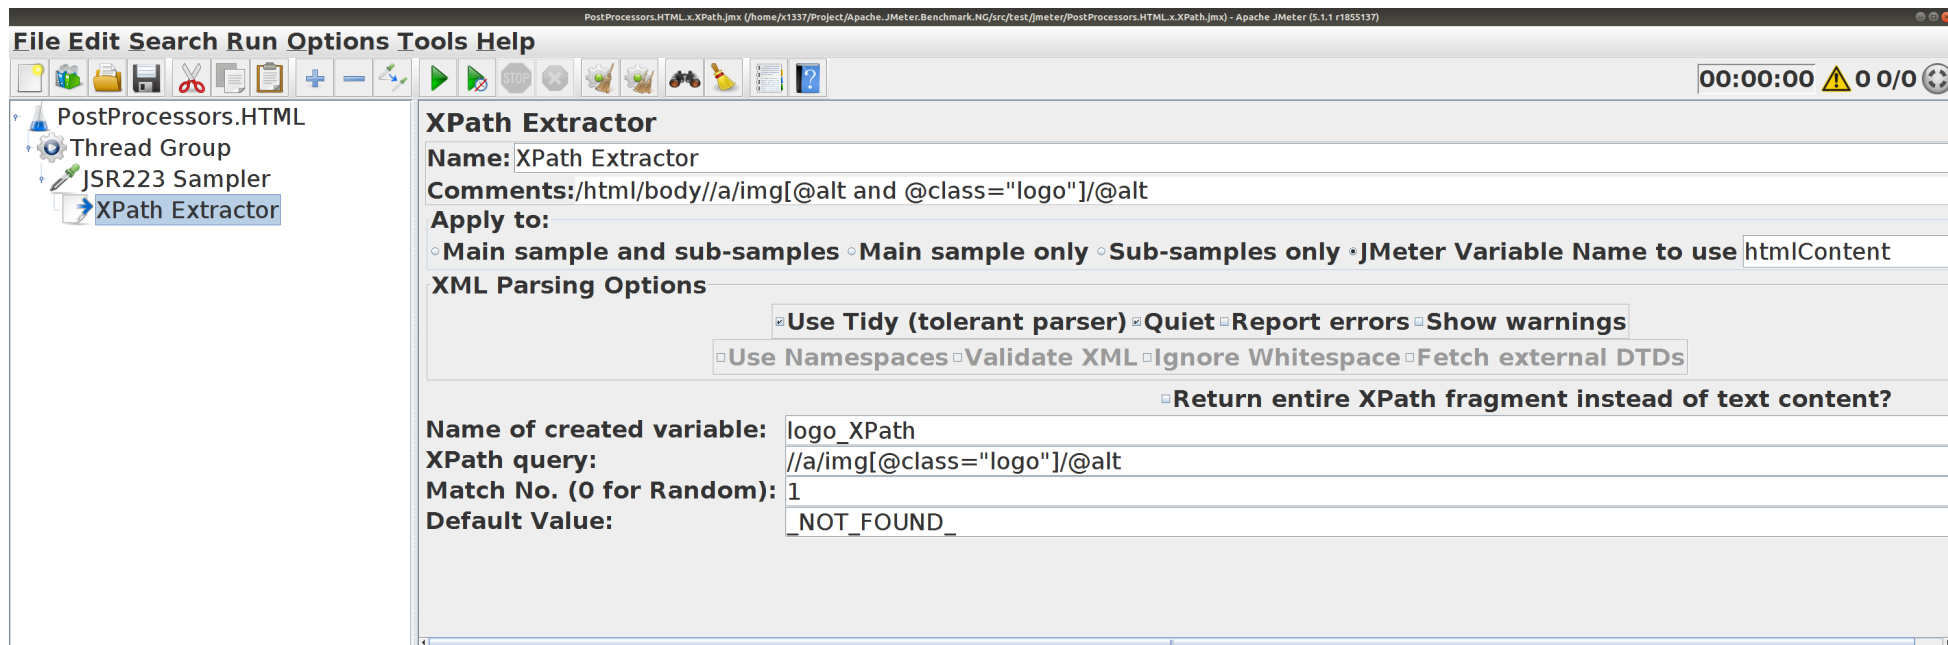 PostProcessors.HTML.x.XPath.jmx (/home/x1337/Project/Apache.JMeter.Benchmark.NG/src/test/jmeter/PostProcessors.HTML.x.XPath.jmx) - Apache JMeter (5.1.1 r1855137)
File Edit Search Run Options Tools Help
STOP ? 00:00:00 0 0/0
PostProcessors.HTML
Thread Group
JSR223 Sampler
XPath Extractor
XPath Extractor
Name: XPath Extractor
Comments: /html/body//a/img[@alt and @class="logo"]/@alt
Apply to:
Main sample and sub-samples Main sample only Sub-samples only JMeter Variable Name to use htmlContent
XML Parsing Options
Use Tidy (tolerant parser) Quiet Report errors Show warnings
Use Namespaces Validate XML Ignore Whitespace Fetch external DTDs
Return entire XPath fragment instead of text content?
Name of created variable: logo_XPath
XPath query: //a/img[@class="logo"]/@alt
Match No. (0 for Random): 1
Default Value: _NOT_FOUND_